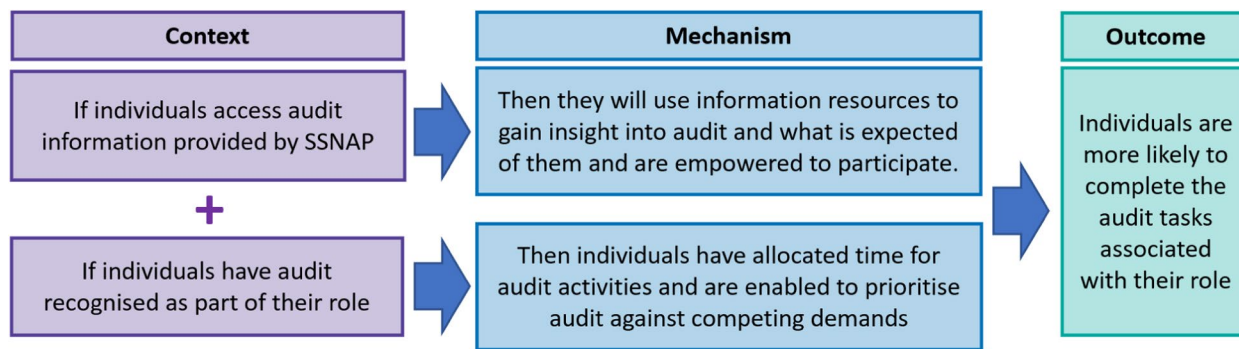 Context
Mechanism
Outcome
If individuals access audit
information provided by SSNAP
Then they will use information resources to
gain insight into audit and what is expected
of them and are empowered to participate.
+
If individuals have audit
recognised as part of their role
Then individuals have allocated time for
audit activities and are enabled to prioritise
audit against competing demands
Individuals are
more likely to
complete the
audit tasks
associated
with their role